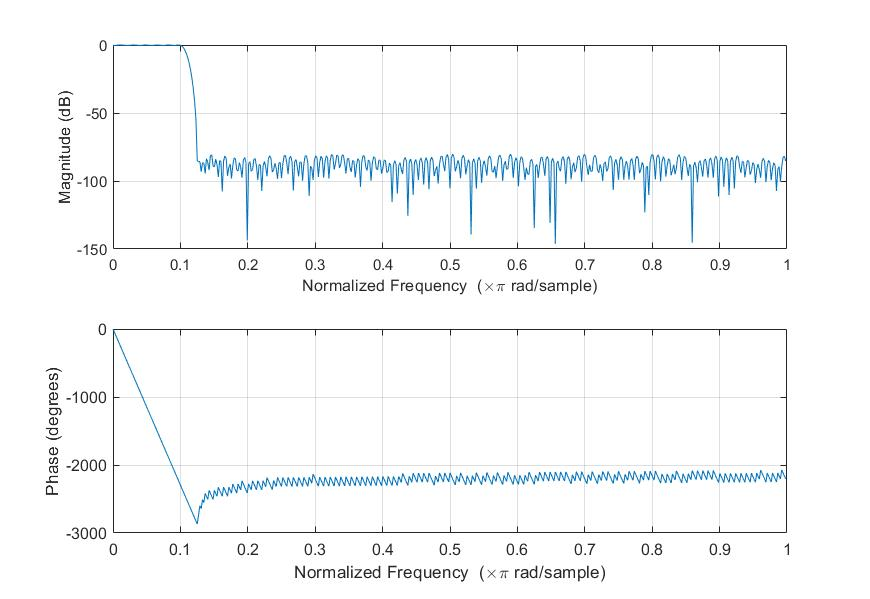 0
-50
-100
-150
Magnitude (dB)
0 0.1 0.2 0.3 0.4 0.5 0.6 0.7 0.8 0.9 1
Normalized Frequency (×π rad/sample)
0
-1000
-2000
-3000
Phase (degrees)
0 0.1 0.2 0.3 0.4 0.5 0.6 0.7 0.8 0.9 1
Normalized Frequency (×π rad/sample)